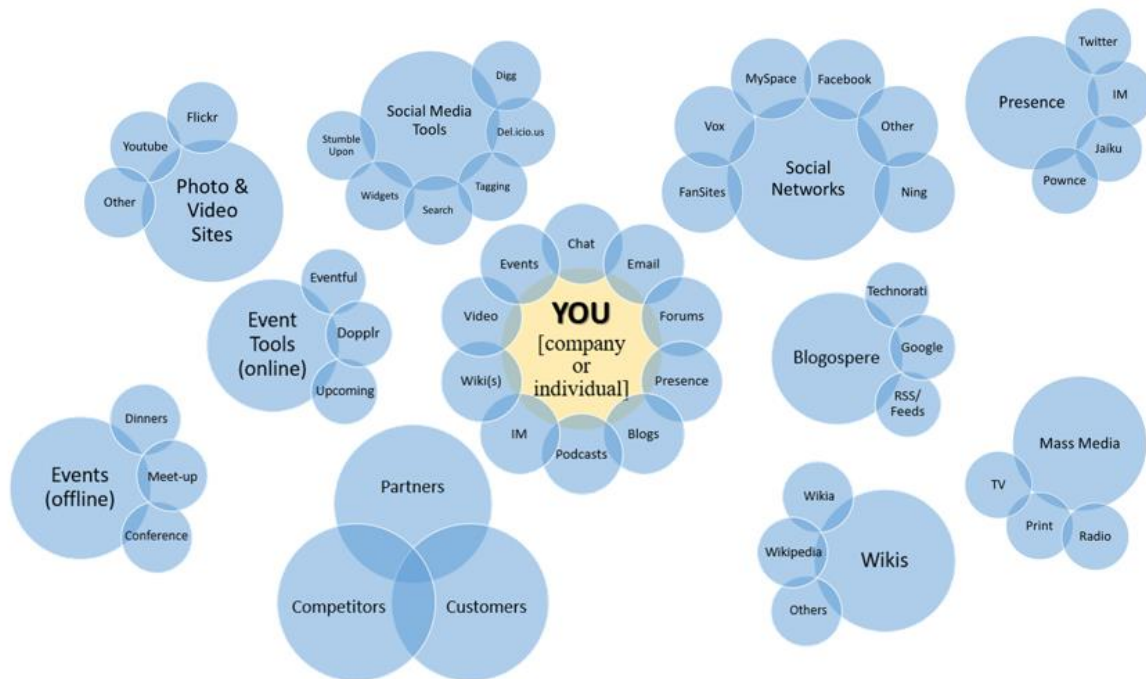 Flickr
Youtube
Other
Photo &
Video
Sites
Social Media
Tools
Digg
Del.icio.us
Tagging
Search
Widgets
Stumble
Upon
MySpace
Facebook
Vox
Other
FanSites
Ning
Social
Networks
Presence
Twitter
IM
Jaiku
Pownce
Event
Tools
(online)
Eventful
Dopplr
Upcoming
YOU
[company
or
individual]
Chat
Email
Forums
Presence
Blogs
Podcasts
IM
Wiki(s)
Video
Events
Blogospere
Technorati
Google
RSS/
Feeds
Events
(offline)
Dinners
Meet-up
Conference
Partners
Competitors
Customers
Wikis
Wikia
Wikipedia
Others
Mass Media
TV
Print
Radio